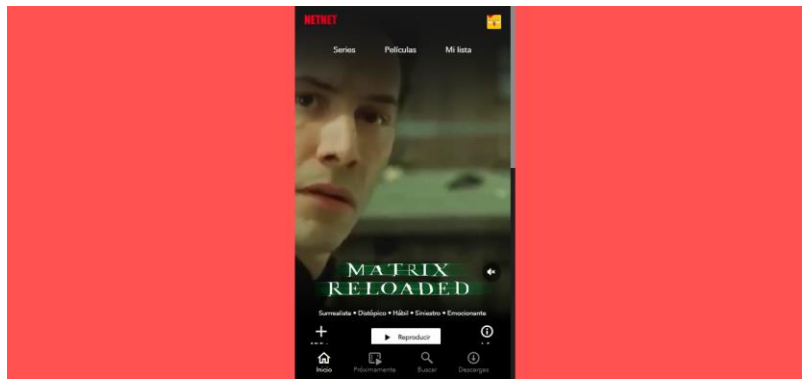 NETNET
Series Películas Mi lista
MATRIX
RELOADED
Surrealista • Distópico • Hábil • Siniestro • Emocionante
Reproducir
Inicio Próximamente Buscar Descargas